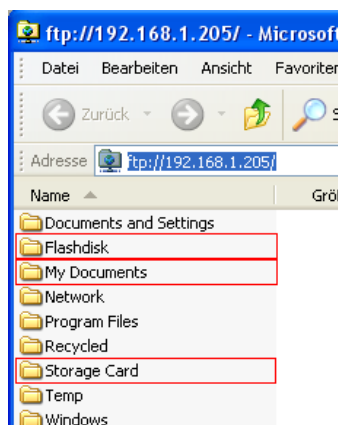 ftp://192.168.1.205/ - Microsoft
Datei Bearbeiten Ansicht Favoriten
Zurück
Adresse ftp://192.168.1.205/
Name Grö
Documents and Settings
Flashdisk
My Documents
Network
Program Files
Recycled
Storage Card
Temp
Windows